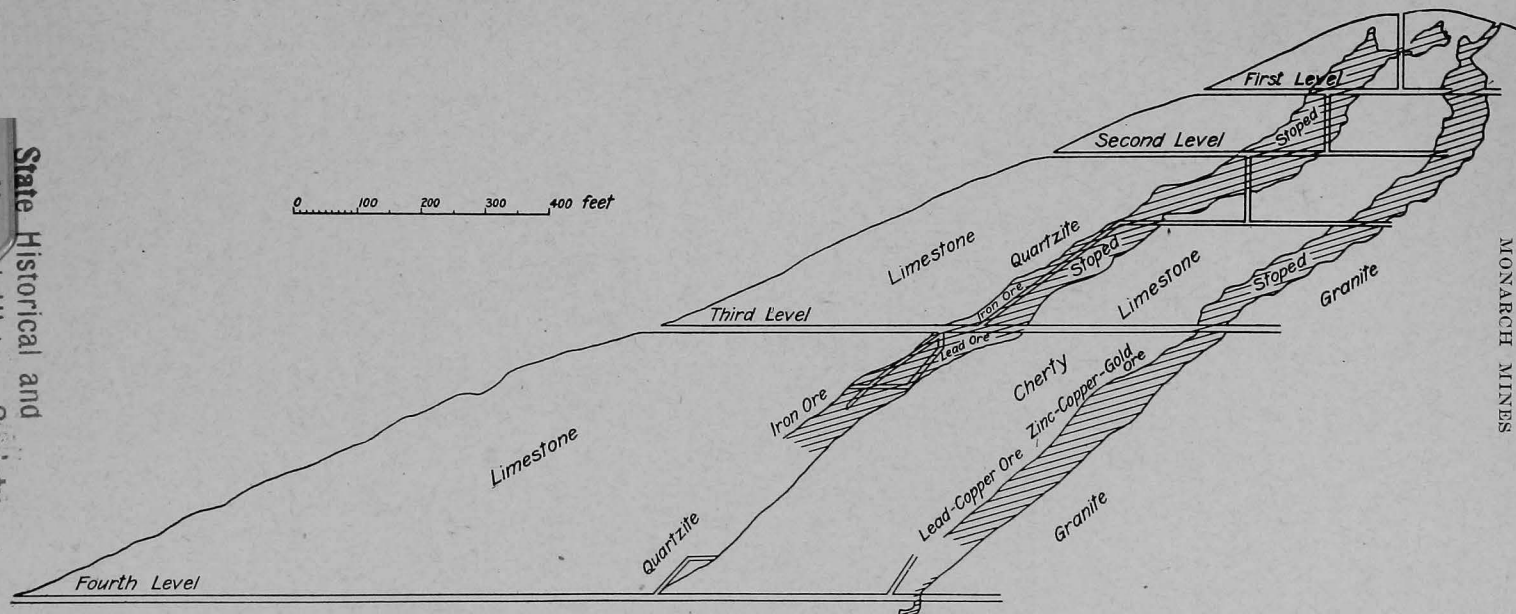 First Level
Second Level
Stoped
0 100 200 300 400 feet
Limestone
Quartzite
Stoped
Iron Ore
Limestone
Stoped
Granite
Third Level
Lead Ore
Cherty
Zinc-Copper-Gold
Ore
Iron Ore
Limestone
Lead-Copper Ore
Granite
Quartzite
Fourth Level
MONARCH MINES
State Historical and